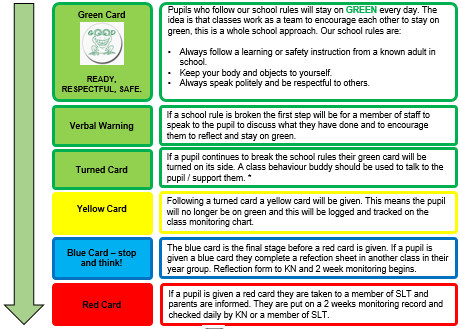 Green Card
READY,
RESPECTFUL, SAFE.
Pupils who follow our school rules will stay on GREEN every day. The
idea is that classes work as a team to encourage each other to stay on
green, this is a whole school approach. Our school rules are:
• Always follow a learning or safety instruction from a known adult in
school.
• Keep your body and objects to yourself.
• Always speak politely and be respectful to others.
Verbal Warning
If a school rule is broken the first step will be for a member of staff to
speak to the pupil to discuss what they have done and to encourage
them to reflect and stay on green.
Turned Card
If a pupil continues to break the school rules their green card will be
turned on its side. A class behaviour buddy should be used to talk to the
pupil / support them. *
Yellow Card
Following a turned card a yellow card will be given. This means the pupil
will no longer be on green and this will be logged and tracked on the
class monitoring chart.
Blue Card – stop
and think!
The blue card is the final stage before a red card is given. If a pupil is
given a blue card they complete a refection sheet in another class in their
year group. Reflection form to KN and 2 week monitoring begins.
Red Card
If a pupil is given a red card they are taken to a member of SLT and
parents are informed. They are put on a 2 weeks monitoring record and
checked daily by KN or a member of SLT.